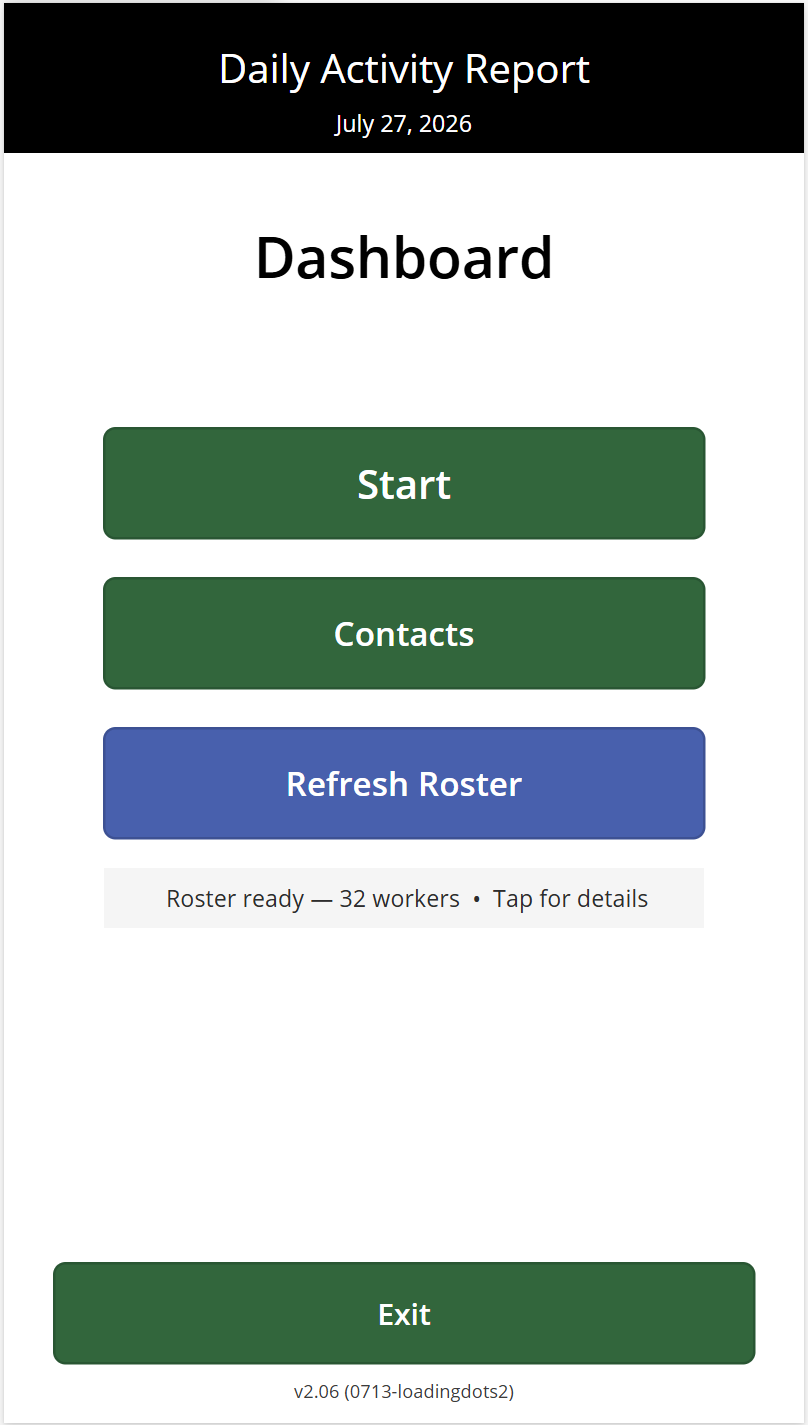 Daily Activity Report
July 27, 2026
Dashboard
Start
Contacts
Refresh Roster
Roster ready — 32 workers • Tap for details
Exit
v2.06 (0713-loadingdots2)